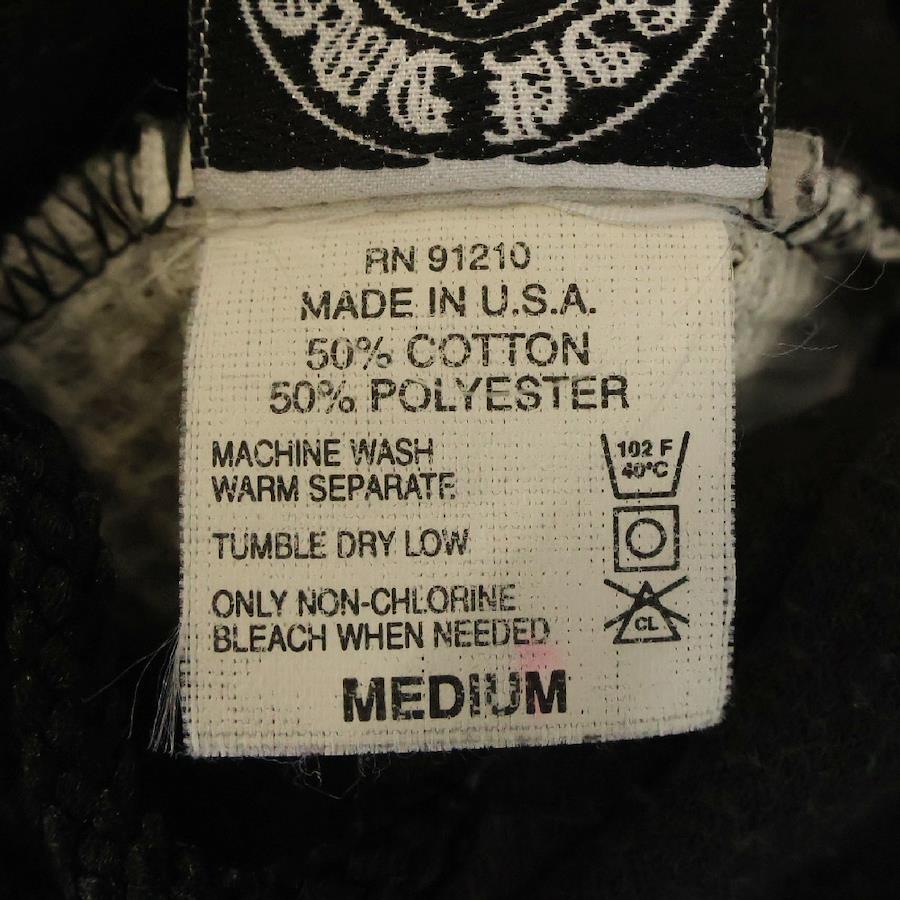 RN 91210
MADE IN U.S.A.
50% COTTON
50% POLYESTER
MACHINE WASH
WARM SEPARATE
102 F
40°C
TUMBLE DRY LOW
ONLY NON-CHLORINE
BLEACH WHEN NEEDED
CL
MEDIUM